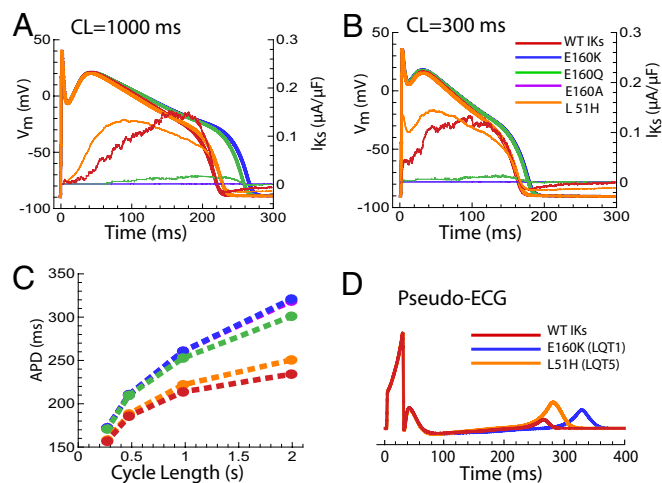 A
CL=1000 ms
50
0
-50
-100
Vm (mV)
0.3
0.2
0.1
0
IKs (μA/μF)
0 100 200 300
Time (ms)
B
CL=300 ms
WT IKs
E160K
E160Q
E160A
L 51H
50
0
-50
-100
Vm (mV)
0.3
0.2
0.1
0
IKs (μA/μF)
0 100 200 300
Time (ms)
C
350
300
250
200
150
APD (ms)
0 0.5 1 1.5 2
Cycle Length (s)
D
Pseudo-ECG
WT IKs
E160K (LQT1)
L51H (LQT5)
0 100 200 300 400
Time (ms)